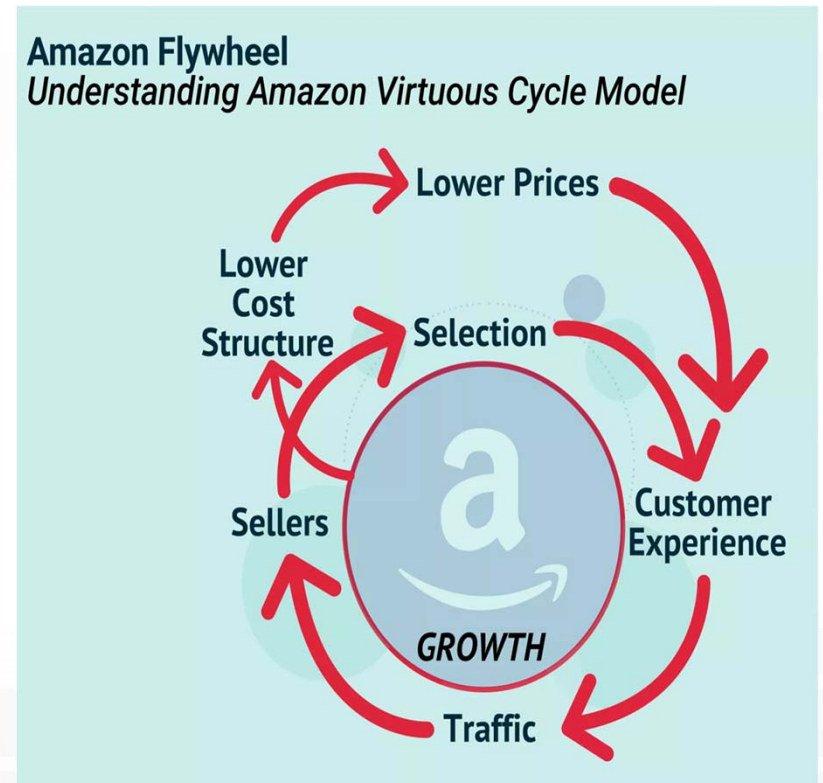 Amazon Flywheel
Understanding Amazon Virtuous Cycle Model
Lower Prices
Lower
Cost
Structure
Selection
a
Customer
Experience
Sellers
GROWTH
Traffic